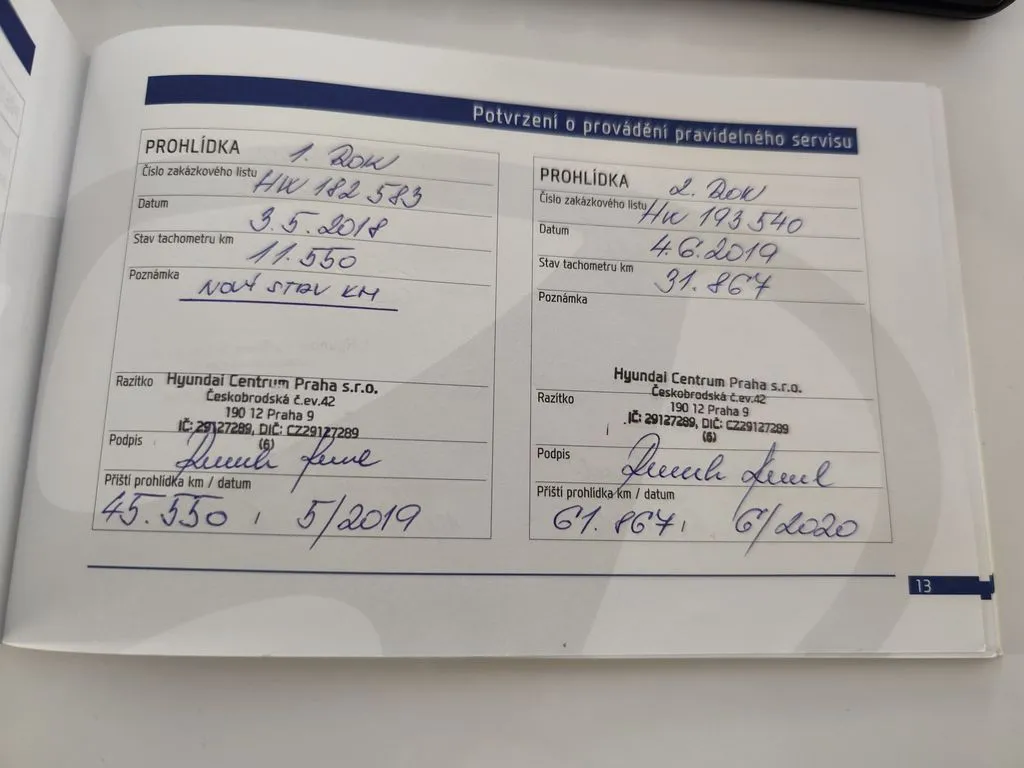 Potvrzení o provádění pravidelného servisu
PROHLÍDKA 1. ROK
Číslo zakázkového listu HW 182 583
Datum 3.5.2018
Stav tachometru km 11.550
Poznámka NOVÝ STAV KM
Razítko Hyundai Centrum Praha s.r.o.
Českobrodská č.ev.42
190 12 Praha 9
IČ: 29127289, DIČ: CZ29127289
(6)
Podpis
Příští prohlídka km / datum
45.550 , 5/2019
PROHLÍDKA 2. ROK
Číslo zakázkového listu HW 193 540
Datum 4.6.2019
Stav tachometru km 31.867
Poznámka
Razítko Hyundai Centrum Praha s.r.o.
Českobrodská č.ev.42
190 12 Praha 9
IČ: 29127289, DIČ: CZ29127289
(6)
Podpis
Příští prohlídka km / datum
61.867, 6/2020
13